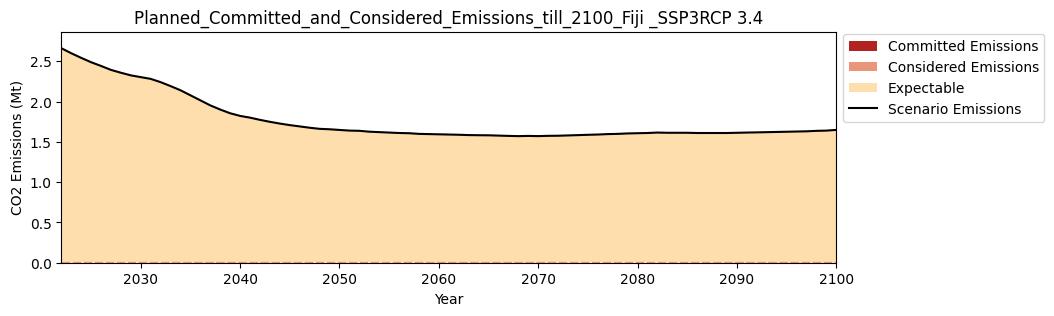 Planned_Committed_and_Considered_Emissions_till_2100_Fiji _SSP3RCP 3.4
CO2 Emissions (Mt)
2.5
2.0
1.5
1.0
0.5
0.0
2030 2040 2050 2060 2070 2080 2090 2100
Year
Committed Emissions
Considered Emissions
Expectable
Scenario Emissions